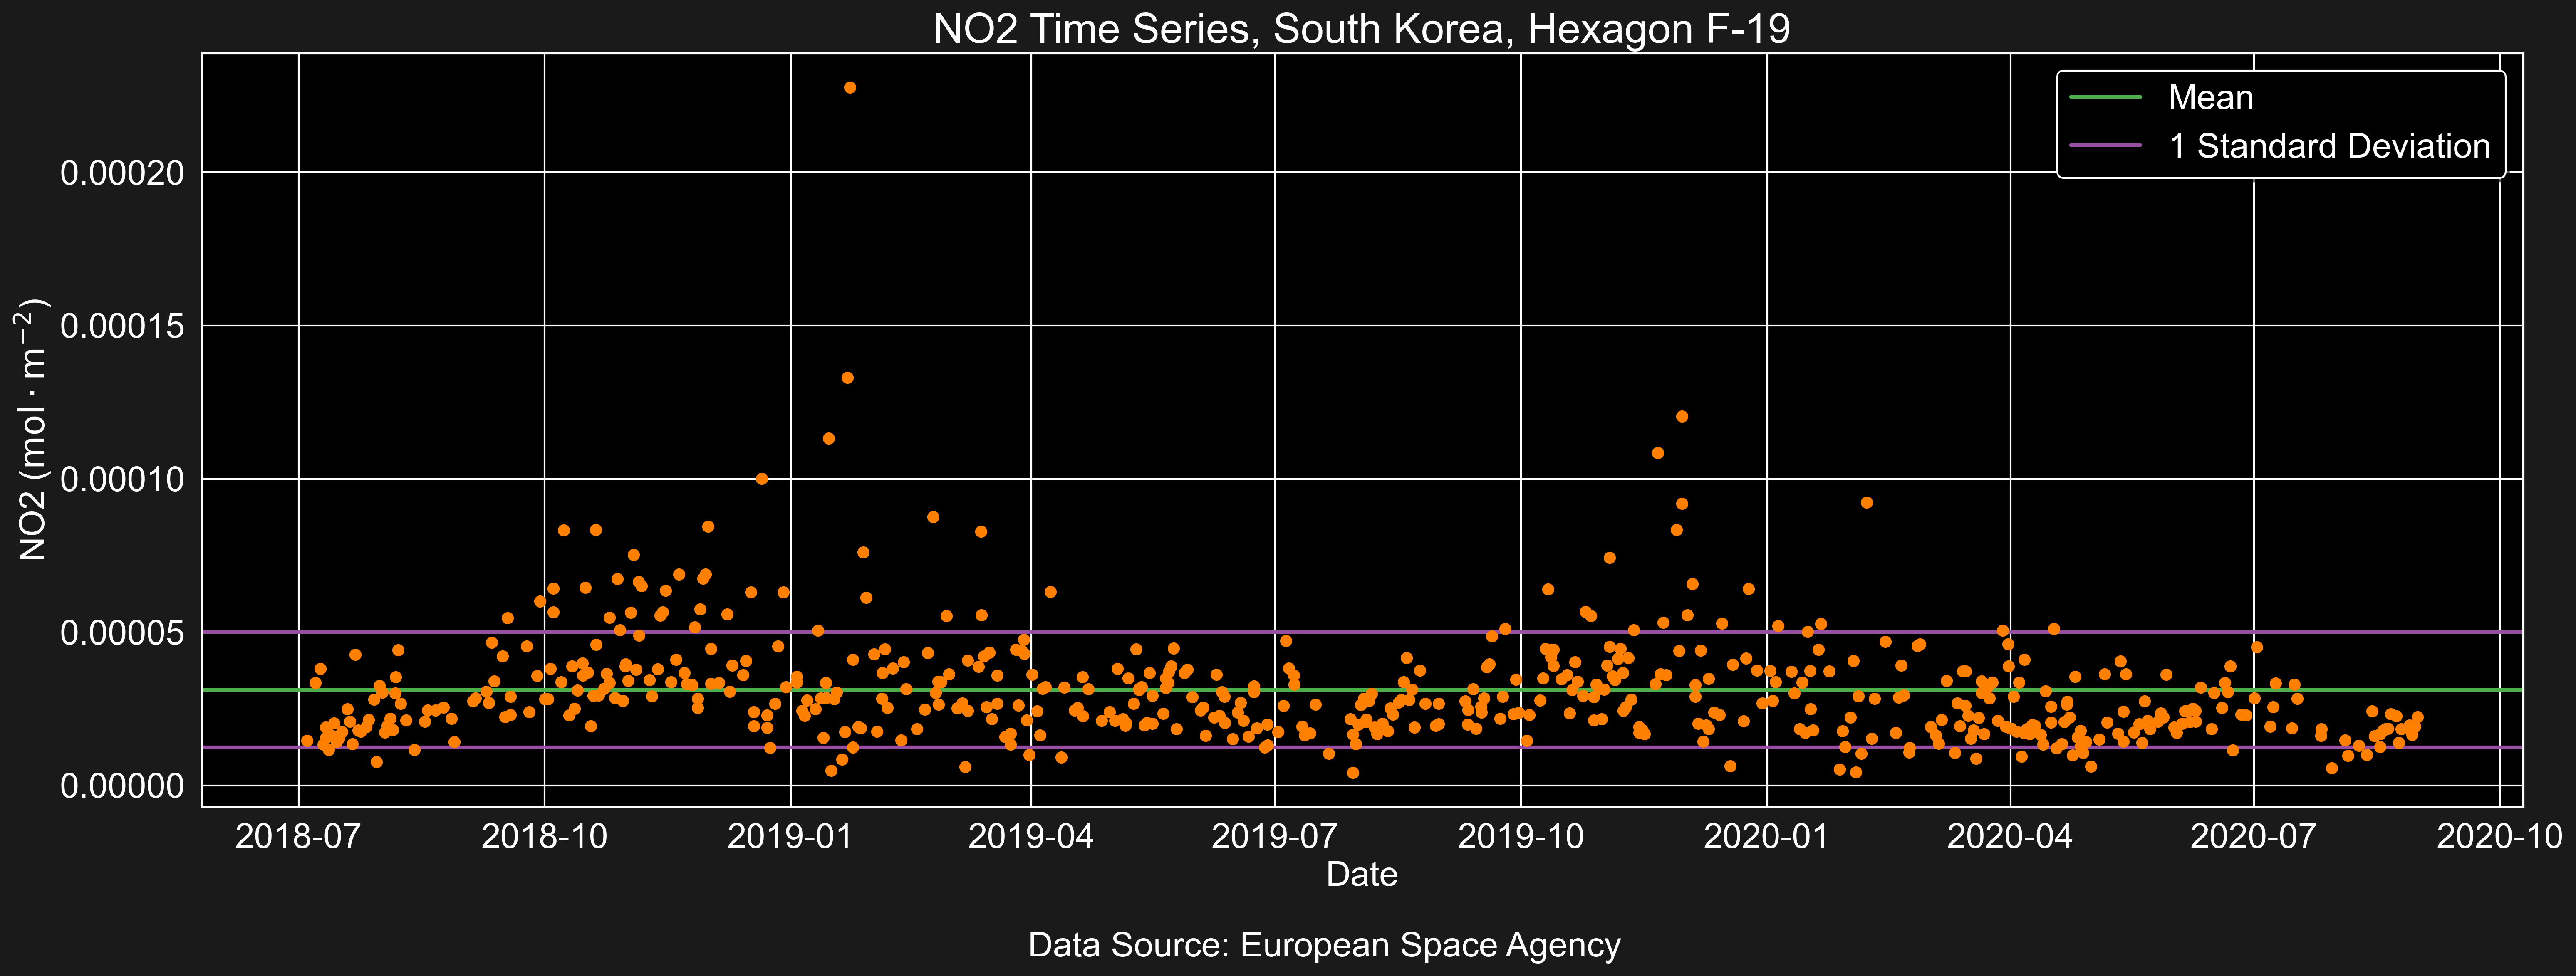 NO2 Time Series, South Korea, Hexagon F-19
Mean
1 Standard Deviation
NO2 (mol · m⁻²)
0.00020
0.00015
0.00010
0.00005
0.00000
2018-07 2018-10 2019-01 2019-04 2019-07 2019-10 2020-01 2020-04 2020-07 2020-10
Date
Data Source: European Space Agency